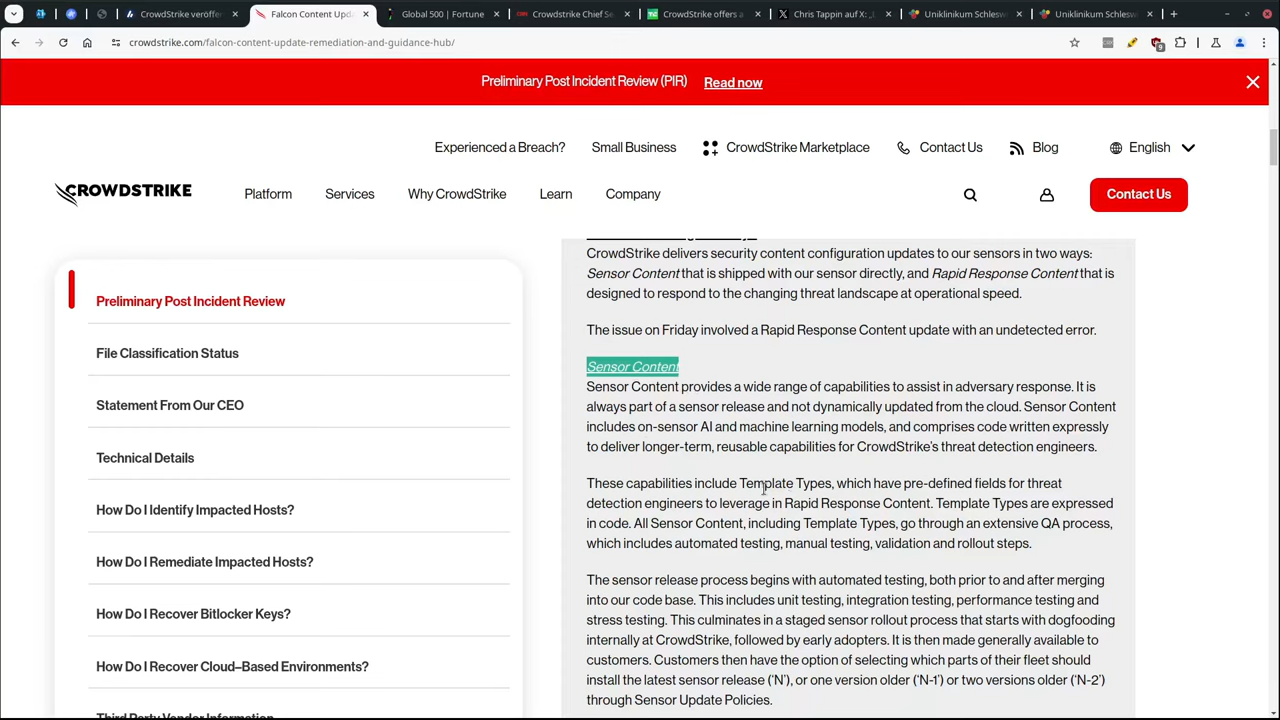 CrowdStrike veröffe
Falcon Content Upda
Global 500 | Fortune
Crowdstrike Chief Se
CrowdStrike offers a
Chris Tappin auf X: „
Uniklinikum Schlesw
Uniklinikum Schlesw
crowdstrike.com/falcon-content-update-remediation-and-guidance-hub/
9
Preliminary Post Incident Review (PIR) Read now
Experienced a Breach? Small Business CrowdStrike Marketplace Contact Us Blog English
CROWDSTRIKE Platform Services Why CrowdStrike Learn Company Contact Us
Preliminary Post Incident Review
File Classification Status
Statement From Our CEO
Technical Details
How Do I Identify Impacted Hosts?
How Do I Remediate Impacted Hosts?
How Do I Recover Bitlocker Keys?
How Do I Recover Cloud-Based Environments?
Third Party Vendor Information
CrowdStrike delivers security content configuration updates to our sensors in two ways:
Sensor Content that is shipped with our sensor directly, and Rapid Response Content that is
designed to respond to the changing threat landscape at operational speed.
The issue on Friday involved a Rapid Response Content update with an undetected error.
Sensor Content
Sensor Content provides a wide range of capabilities to assist in adversary response. It is
always part of a sensor release and not dynamically updated from the cloud. Sensor Content
includes on-sensor AI and machine learning models, and comprises code written expressly
to deliver longer-term, reusable capabilities for CrowdStrike's threat detection engineers.
These capabilities include Template Types, which have pre-defined fields for threat
detection engineers to leverage in Rapid Response Content. Template Types are expressed
in code. All Sensor Content, including Template Types, go through an extensive QA process,
which includes automated testing, manual testing, validation and rollout steps.
The sensor release process begins with automated testing, both prior to and after merging
into our code base. This includes unit testing, integration testing, performance testing and
stress testing. This culminates in a staged sensor rollout process that starts with dogfooding
internally at CrowdStrike, followed by early adopters. It is then made generally available to
customers. Customers then have the option of selecting which parts of their fleet should
install the latest sensor release ('N'), or one version older ('N-1') or two versions older ('N-2')
through Sensor Update Policies.